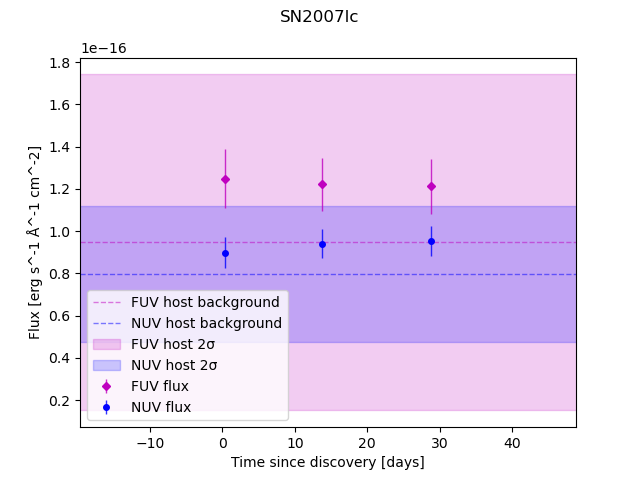 SN2007lc
1e−16
1.8
1.6
1.4
1.2
1.0
0.8
0.6
0.4
0.2
Flux [erg s^-1 Å^-1 cm^-2]
FUV host background
NUV host background
FUV host 2σ
NUV host 2σ
FUV flux
NUV flux
−10
0
10
20
30
40
Time since discovery [days]